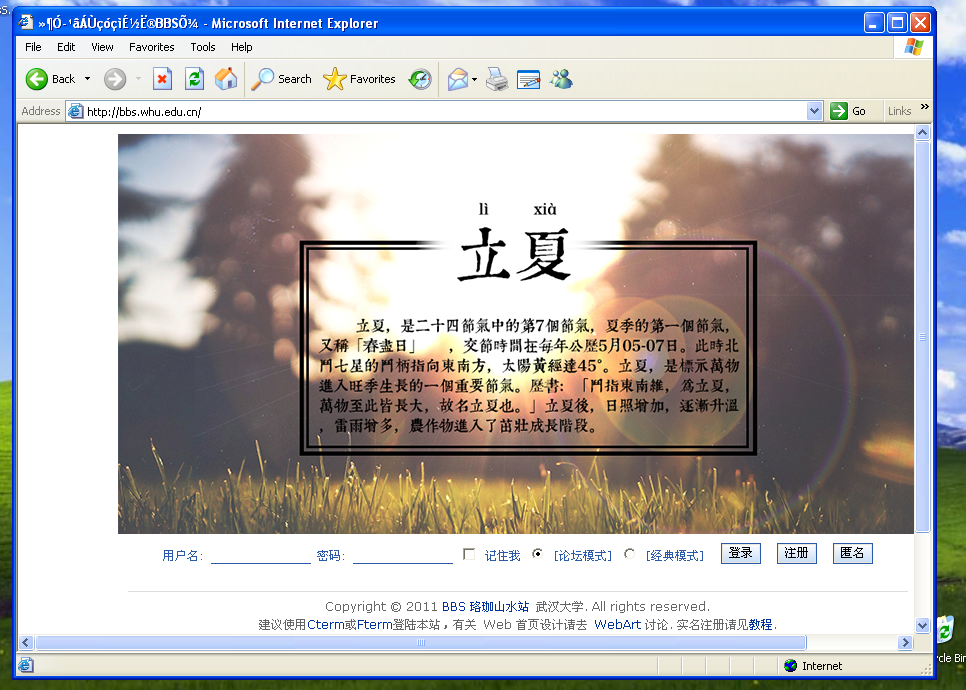 »¶Ó­¹âÁÙçóçìÉ½Ë®BBSÕ¾ - Microsoft Internet Explorer
File Edit View Favorites Tools Help
Back Search Favorites
Address http://bbs.whu.edu.cn/ Go Links »
lì xià
立夏
立夏，是二十四節氣中的第7個節氣，夏季的第一個節氣，
又稱「春盡日」 ，交節時間在每年公歷5月05-07日。此時北
鬥七星的鬥柄指向東南方，太陽黃經達45°。立夏，是標示萬物
進入旺季生長的一個重要節氣。歷書：「鬥指東南維，爲立夏，
萬物至此皆長大，故名立夏也。」立夏後，日照增加，逐漸升溫
，雷雨增多，農作物進入了茁壯成長階段。
用户名: 密码: 记住我 [论坛模式] [经典模式] 登录 注册 匿名
Copyright © 2011 BBS 珞珈山水站 武汉大学. All rights reserved.
建议使用Cterm或Fterm登陆本站，有关 Web 首页设计请去 WebArt 讨论. 实名注册请见教程.
Internet
cle Bin